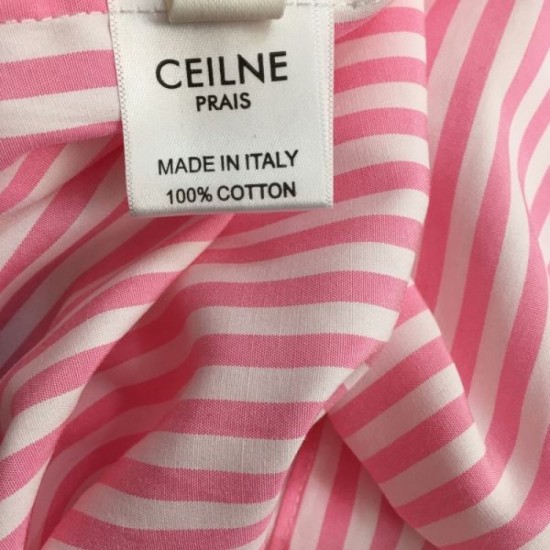 CEILNE
PRAIS
MADE IN ITALY
100% COTTON